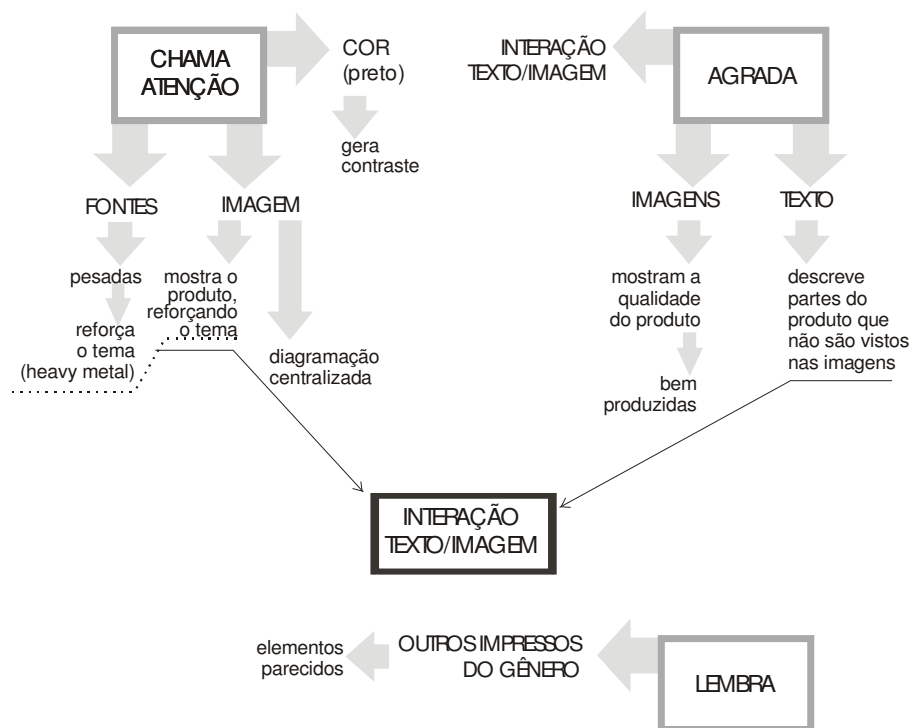 CHAMA
ATENÇÃO
COR
(preto)
gera
contraste
FONTES
pesadas
reforça
o tema
(heavy metal)
IMAGEM
mostra o
produto,
reforçando
o tema
diagramação
centralizada
INTERAÇÃO
TEXTO/IMAGEM
AGRADA
IMAGENS
mostram a
qualidade
do produto
bem
produzidas
TEXTO
descreve
partes do
produto que
não são vistos
nas imagens
INTERAÇÃO
TEXTO/IMAGEM
elementos
parecidos
OUTROS IMPRESSOS
DO GÊNERO
LEMBRA